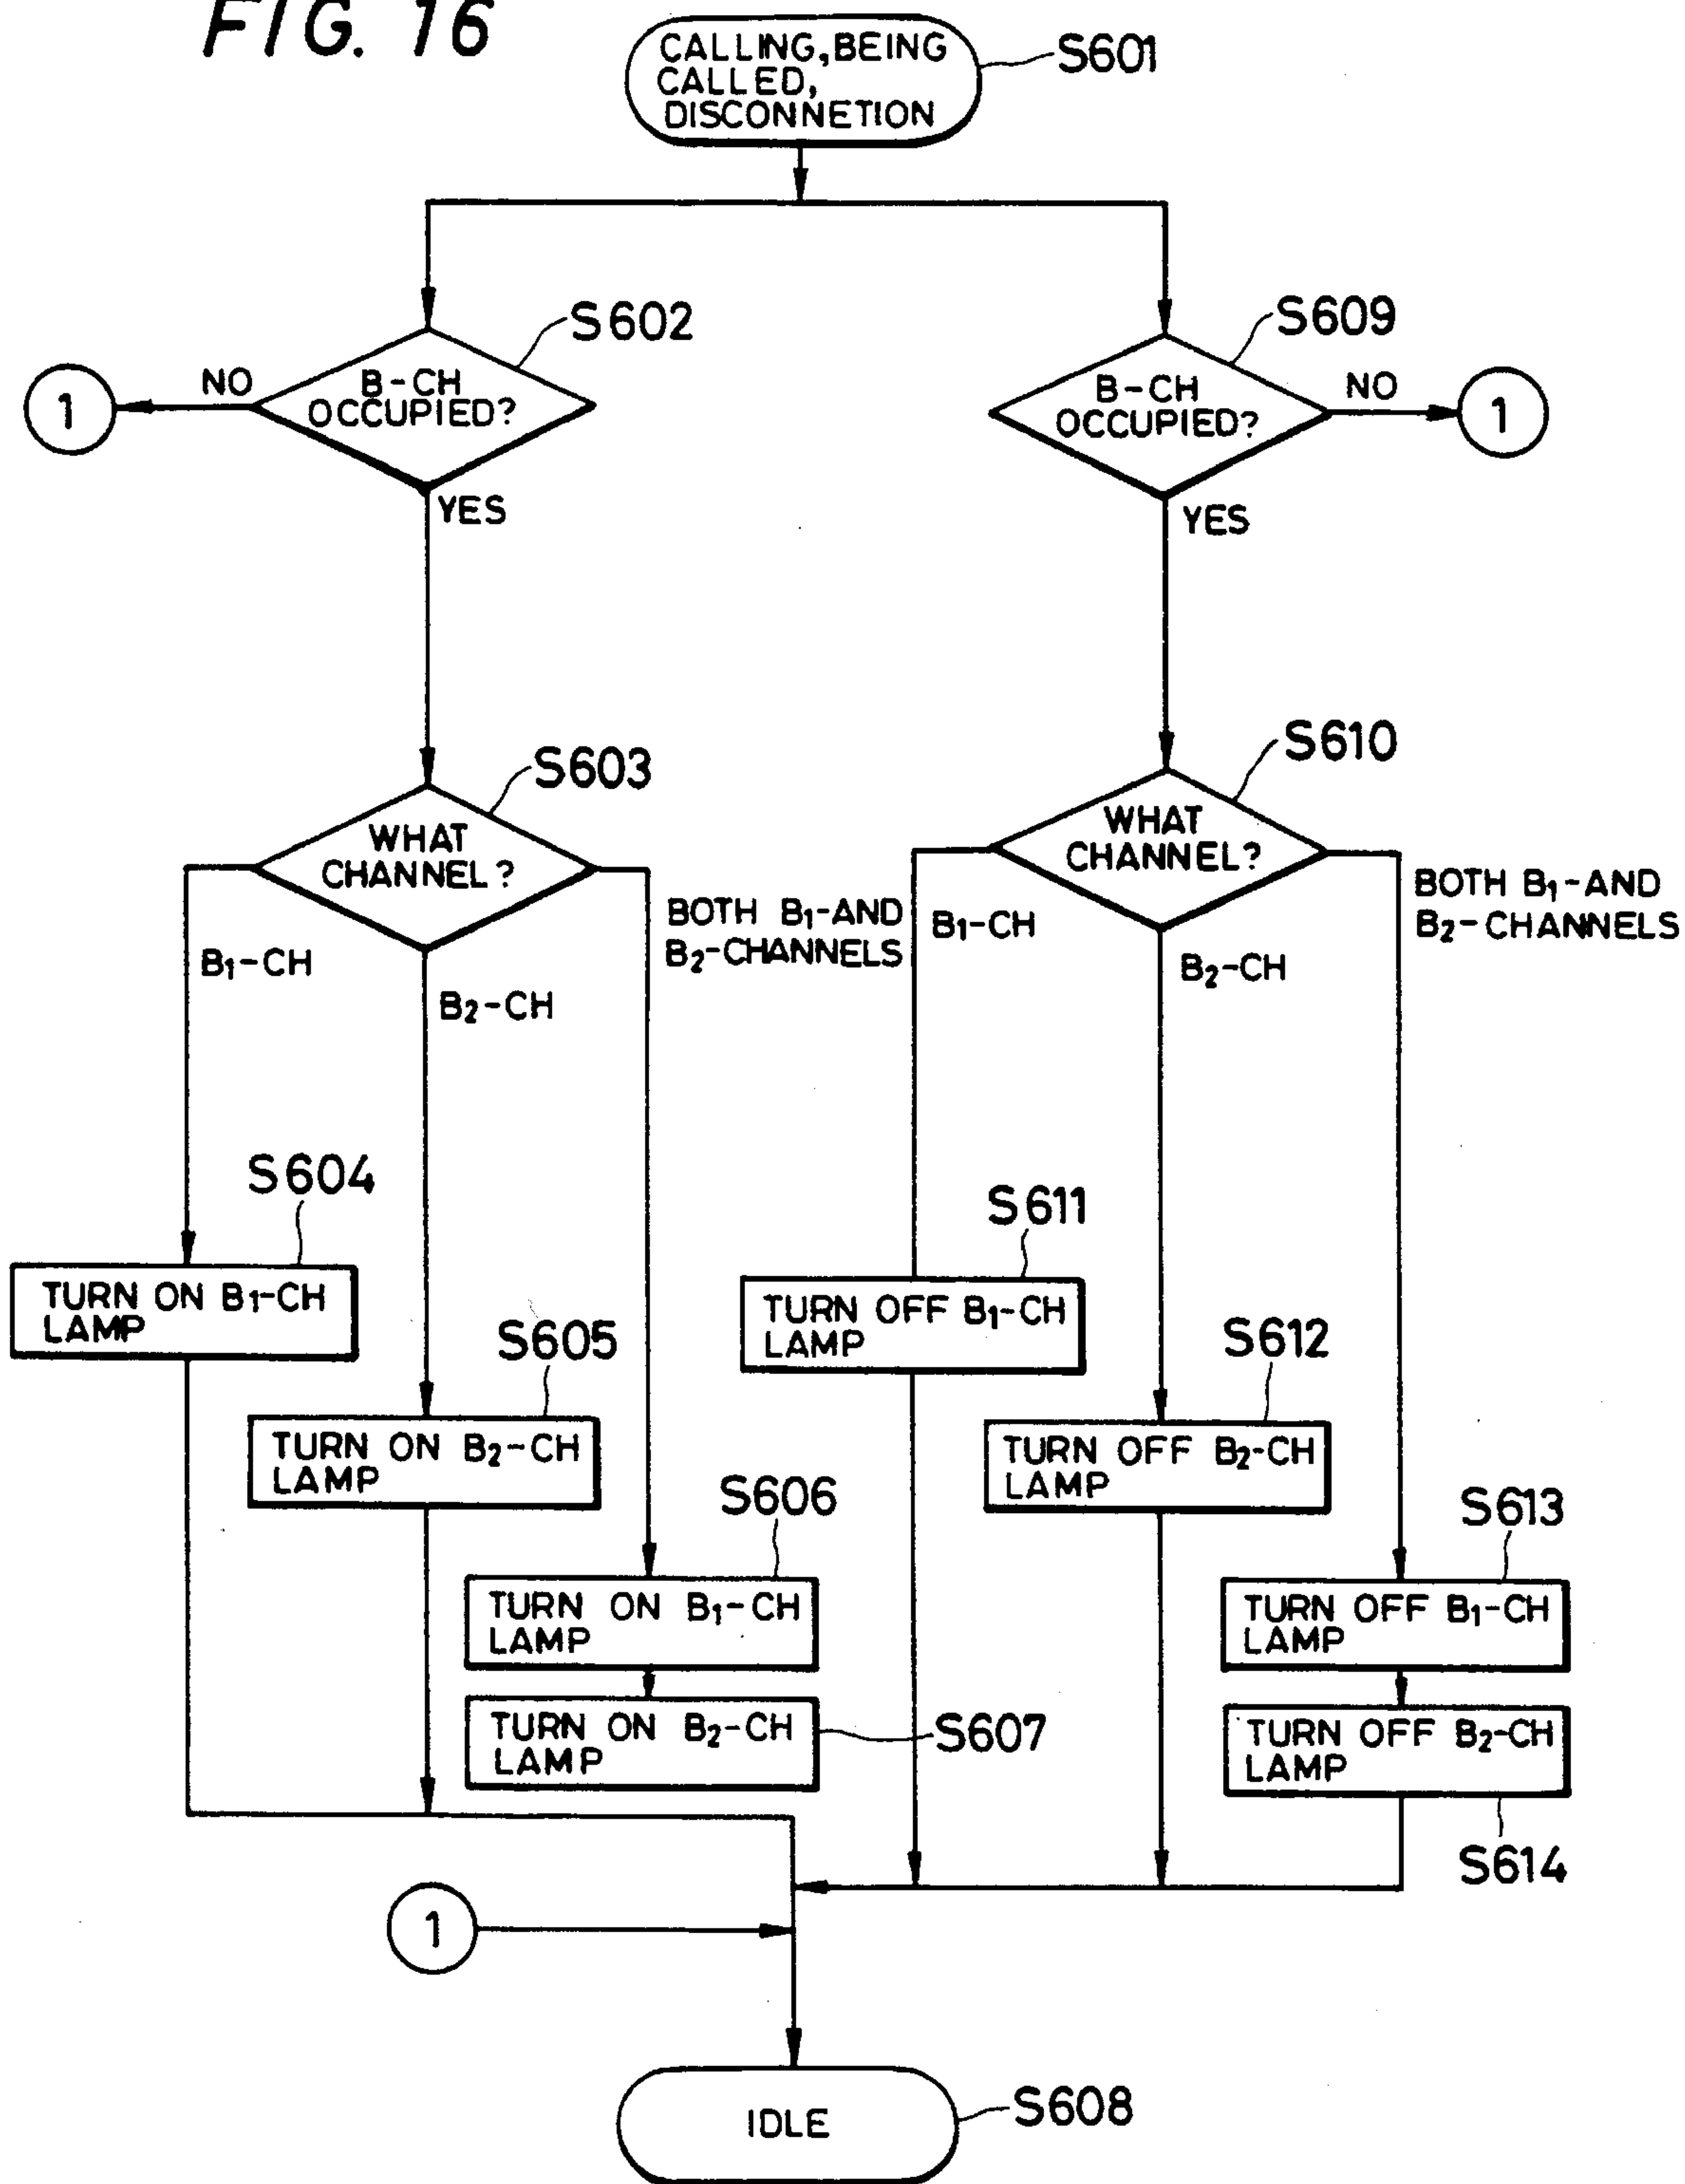 FIG. 16
CALLING, BEING
CALLED,
DISCONNETION
S601
S602
NO
B-CH
OCCUPIED?
1
YES
S609
B-CH
OCCUPIED?
NO
1
YES
S603
WHAT
CHANNEL?
B1-CH
B2-CH
BOTH B1-AND
B2-CHANNELS
S610
WHAT
CHANNEL?
B1-CH
B2-CH
BOTH B1-AND
B2-CHANNELS
S604
TURN ON B1-CH
LAMP
S605
TURN ON B2-CH
LAMP
S606
TURN ON B1-CH
LAMP
TURN ON B2-CH
LAMP
S607
S611
TURN OFF B1-CH
LAMP
S612
TURN OFF B2-CH
LAMP
S613
TURN OFF B1-CH
LAMP
TURN OFF B2-CH
LAMP
S614
1
IDLE
S608